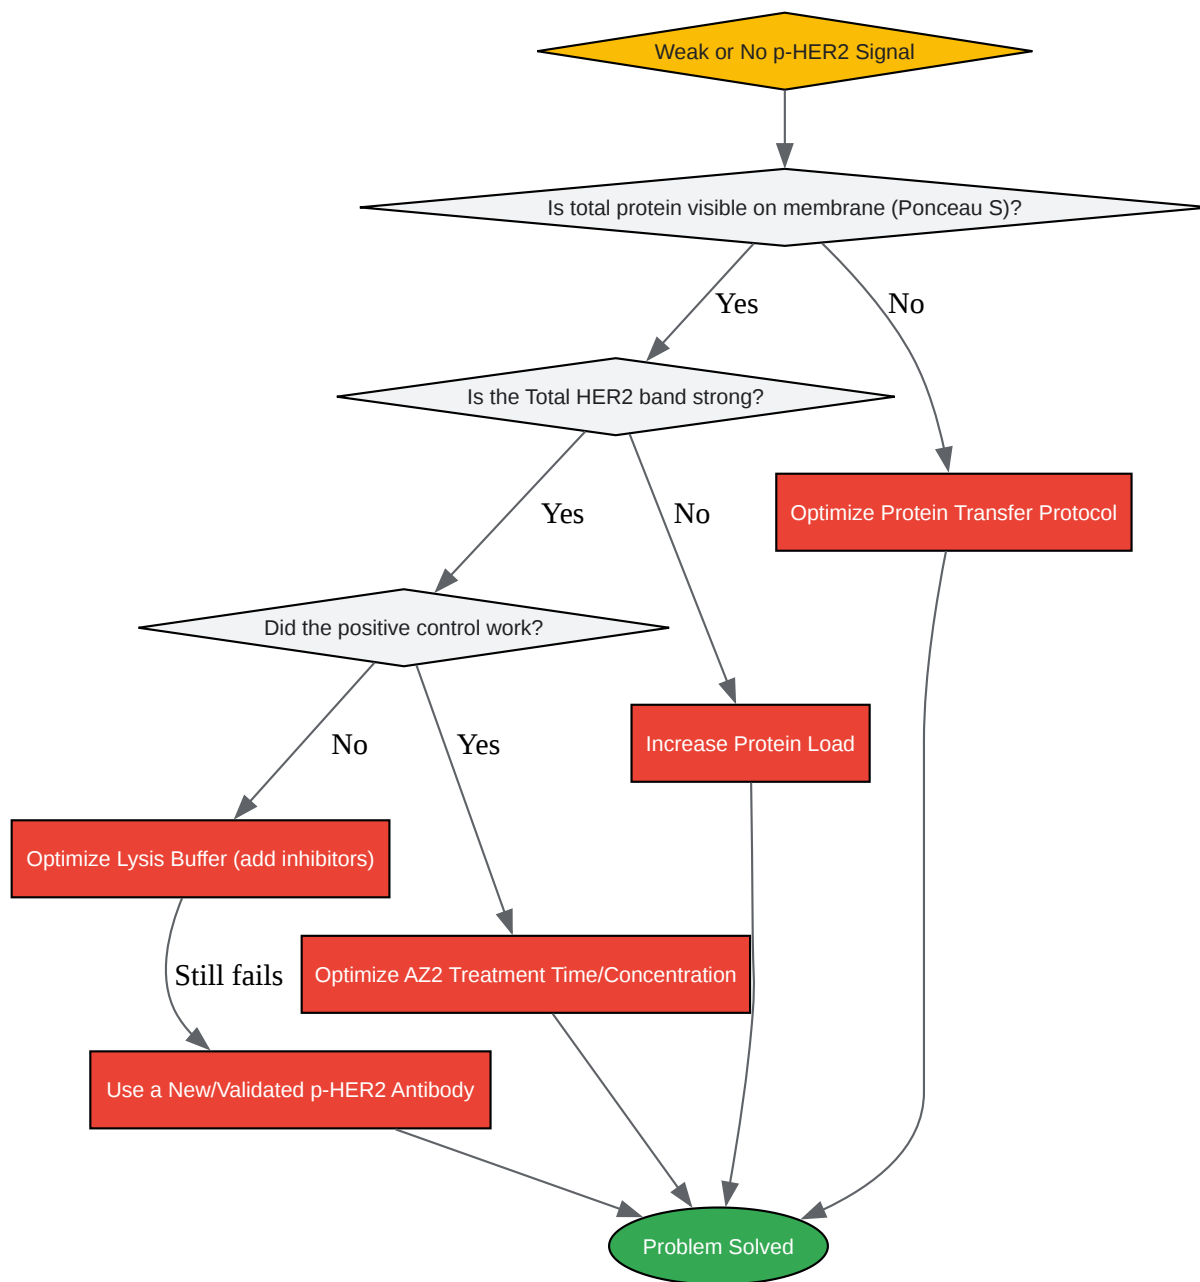 Weak or No p-HER2 Signal
Is total protein visible on membrane (Ponceau S)?
Yes
No
Is the Total HER2 band strong?
Yes
No
Optimize Protein Transfer Protocol
Did the positive control work?
No
Yes
Increase Protein Load
Optimize Lysis Buffer (add inhibitors)
Still fails
Optimize AZ2 Treatment Time/Concentration
Use a New/Validated p-HER2 Antibody
Problem Solved